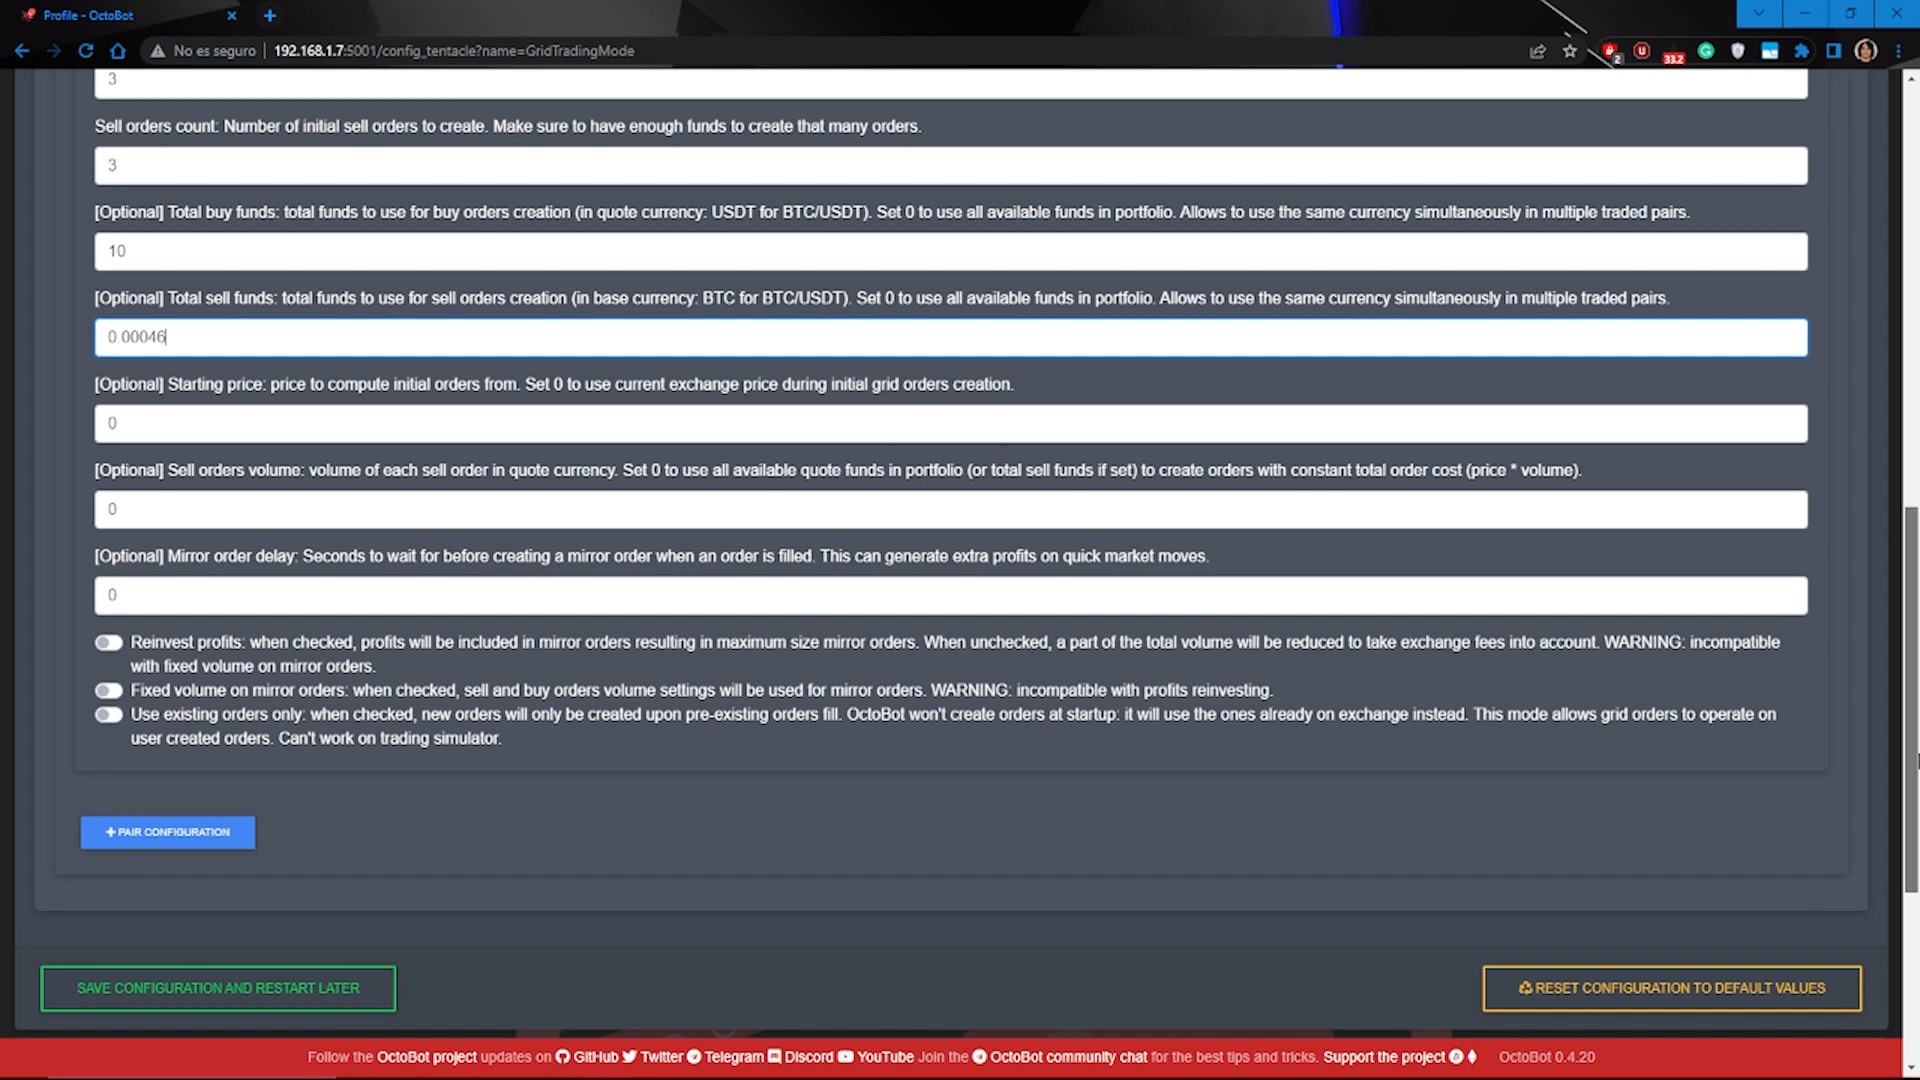 Profile - OctoBot
No es seguro
192.168.1.7:5001/config_tentacle?name=GridTradingMode
2
33.2
3
Sell orders count: Number of initial sell orders to create. Make sure to have enough funds to create that many orders.
3
[Optional] Total buy funds: total funds to use for buy orders creation (in quote currency: USDT for BTC/USDT). Set 0 to use all available funds in portfolio. Allows to use the same currency simultaneously in multiple traded pairs.
10
[Optional] Total sell funds: total funds to use for sell orders creation (in base currency: BTC for BTC/USDT). Set 0 to use all available funds in portfolio. Allows to use the same currency simultaneously in multiple traded pairs.
0.00046
[Optional] Starting price: price to compute initial orders from. Set 0 to use current exchange price during initial grid orders creation.
0
[Optional] Sell orders volume: volume of each sell order in quote currency. Set 0 to use all available quote funds in portfolio (or total sell funds if set) to create orders with constant total order cost (price * volume).
0
[Optional] Mirror order delay: Seconds to wait for before creating a mirror order when an order is filled. This can generate extra profits on quick market moves.
0
Reinvest profits: when checked, profits will be included in mirror orders resulting in maximum size mirror orders. When unchecked, a part of the total volume will be reduced to take exchange fees into account. WARNING: incompatible
with fixed volume on mirror orders.
Fixed volume on mirror orders: when checked, sell and buy orders volume settings will be used for mirror orders. WARNING: incompatible with profits reinvesting.
Use existing orders only: when checked, new orders will only be created upon pre-existing orders fill. OctoBot won't create orders at startup: it will use the ones already on exchange instead. This mode allows grid orders to operate on
user created orders. Can't work on trading simulator.
+ PAIR CONFIGURATION
SAVE CONFIGURATION AND RESTART LATER
RESET CONFIGURATION TO DEFAULT VALUES
Follow the OctoBot project updates on GitHub Twitter Telegram Discord YouTube Join the OctoBot community chat for the best tips and tricks. Support the project OctoBot 0.4.20